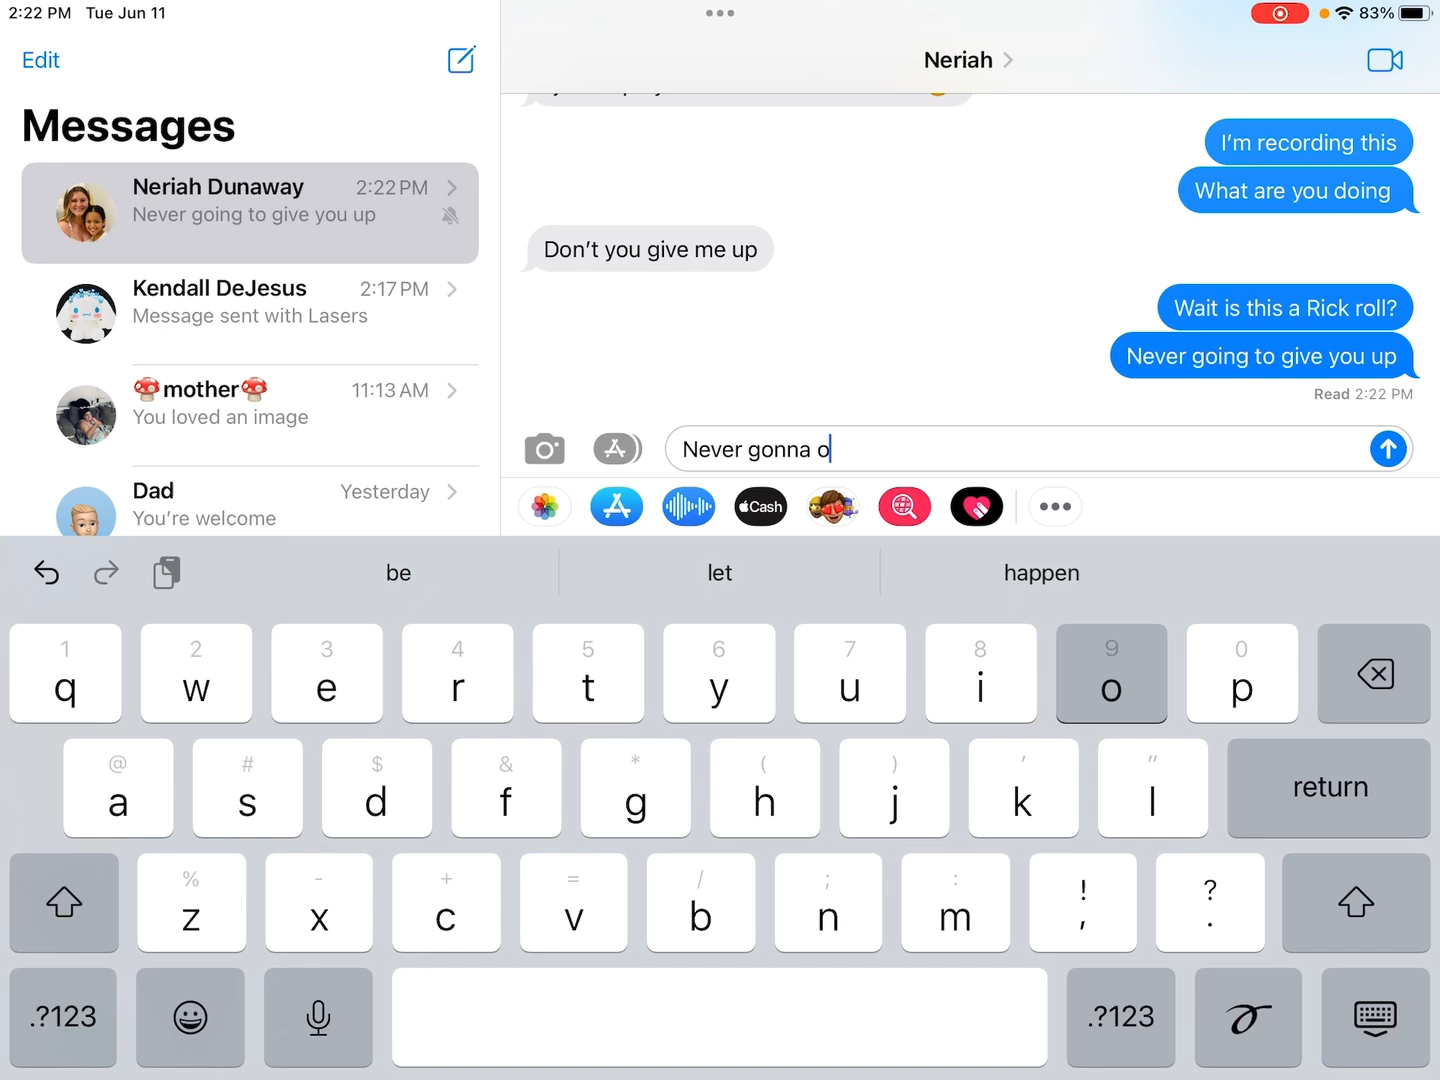 2:22 PM Tue Jun 11
83%
Edit
Messages
Neriah Dunaway 2:22 PM
Never going to give you up
Kendall DeJesus 2:17 PM
Message sent with Lasers
🍄mother🍄 11:13 AM
You loved an image
Dad Yesterday
You're welcome
Neriah
I'm recording this
What are you doing
Don't you give me up
Wait is this a Rick roll?
Never going to give you up
Read 2:22 PM
Never gonna o
Cash
be let happen
1 2 3 4 5 6 7 8 9 0
q w e r t y u i o p
@ # $ & * ( ) ' "
a s d f g h j k l return
% - + = / ; : ! ?
z x c v b n m , .
.?123 .?123